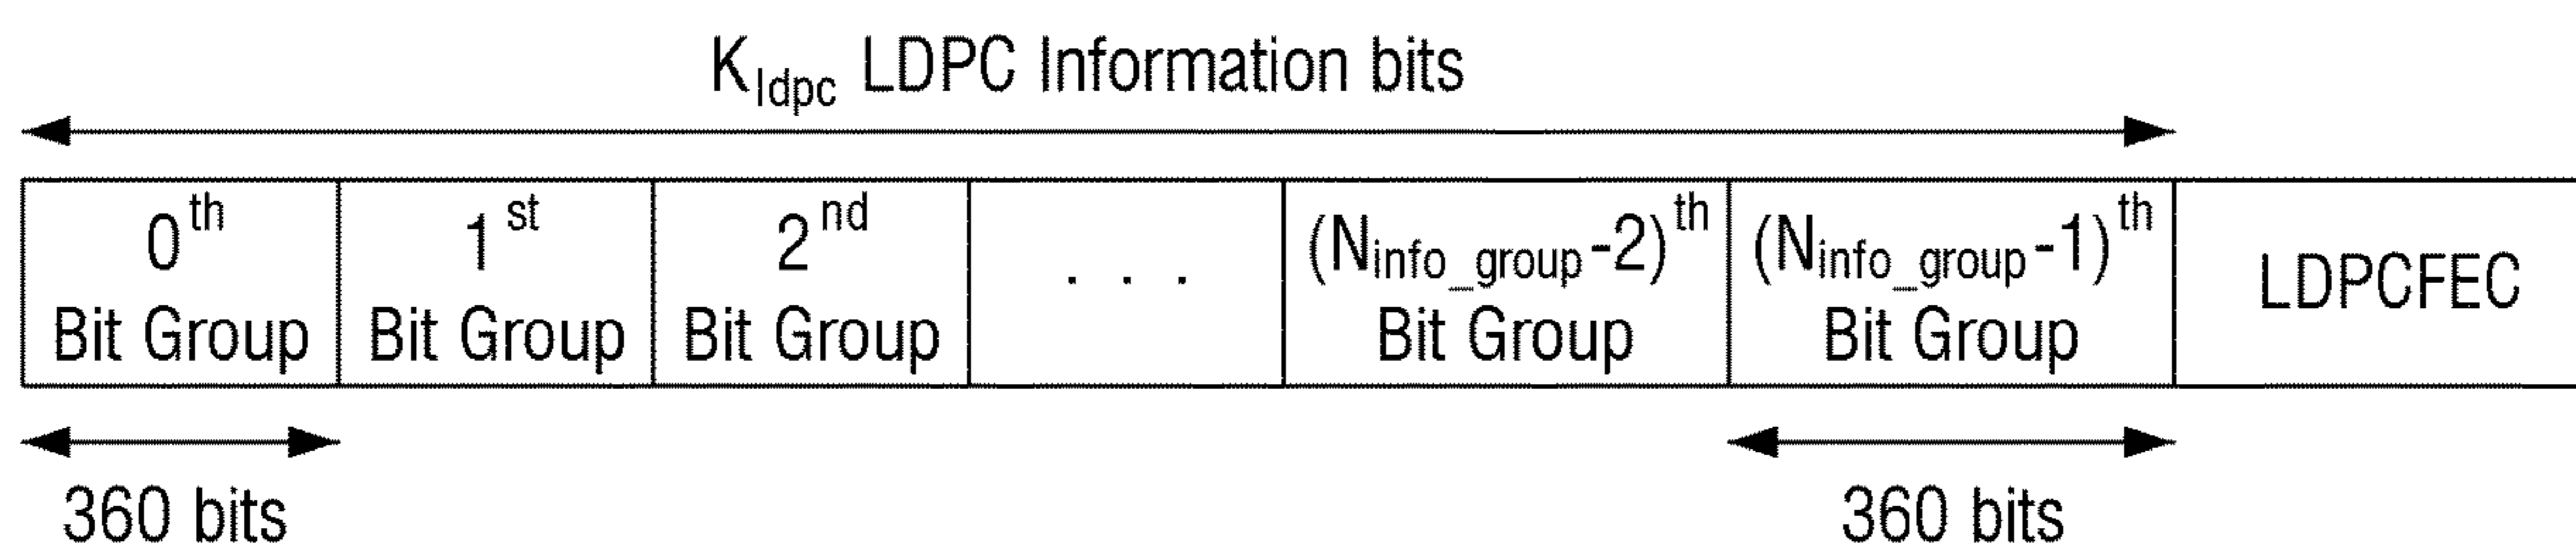 K_ldpc LDPC Information bits
0th Bit Group
1st Bit Group
2nd Bit Group
. . .
(N_info_group-2)th Bit Group
(N_info_group-1)th Bit Group
LDPCFEC
360 bits
360 bits